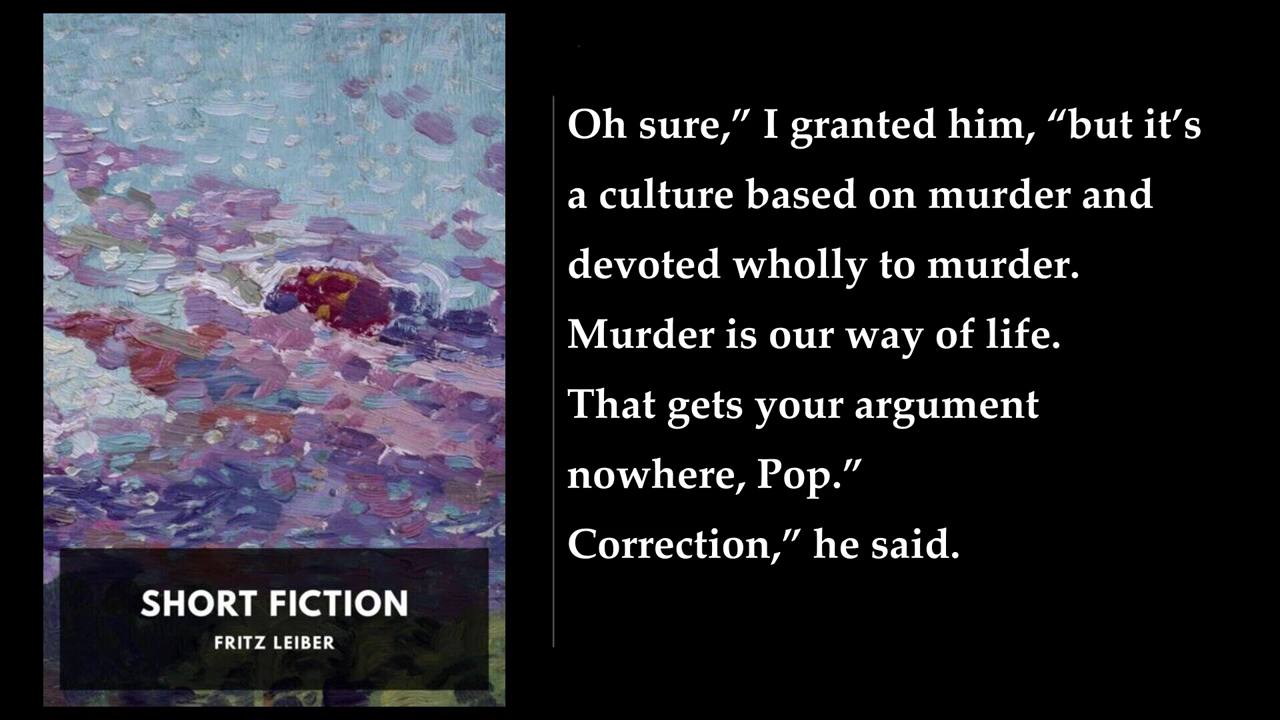 SHORT FICTION
FRITZ LEIBER
Oh sure,” I granted him, “but it’s
a culture based on murder and
devoted wholly to murder.
Murder is our way of life.
That gets your argument
nowhere, Pop.”
Correction,” he said.